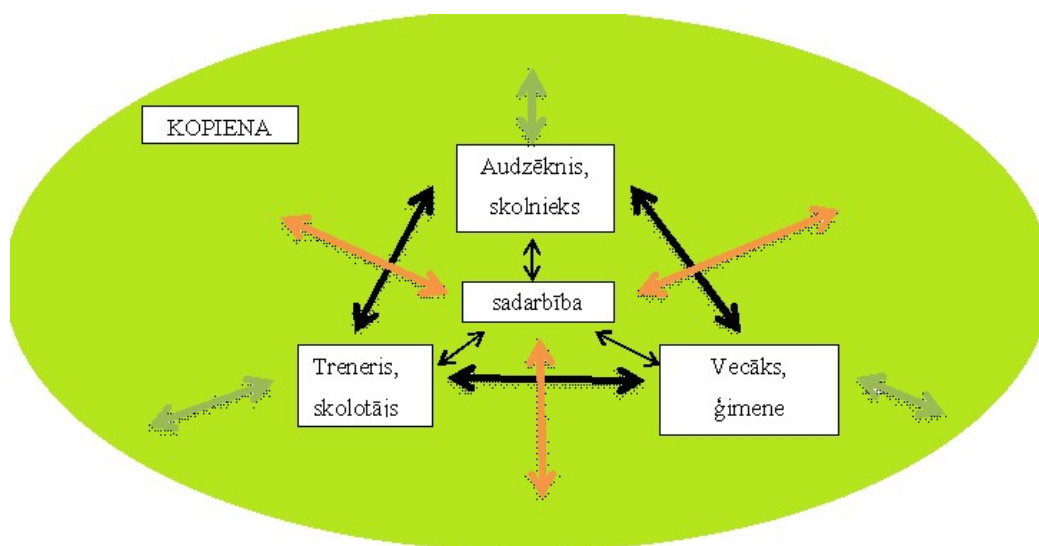 KOPIENA
Audzēknis,
skolnieks
sadarbība
Treneris,
skolotājs
Vecāks,
ģimene